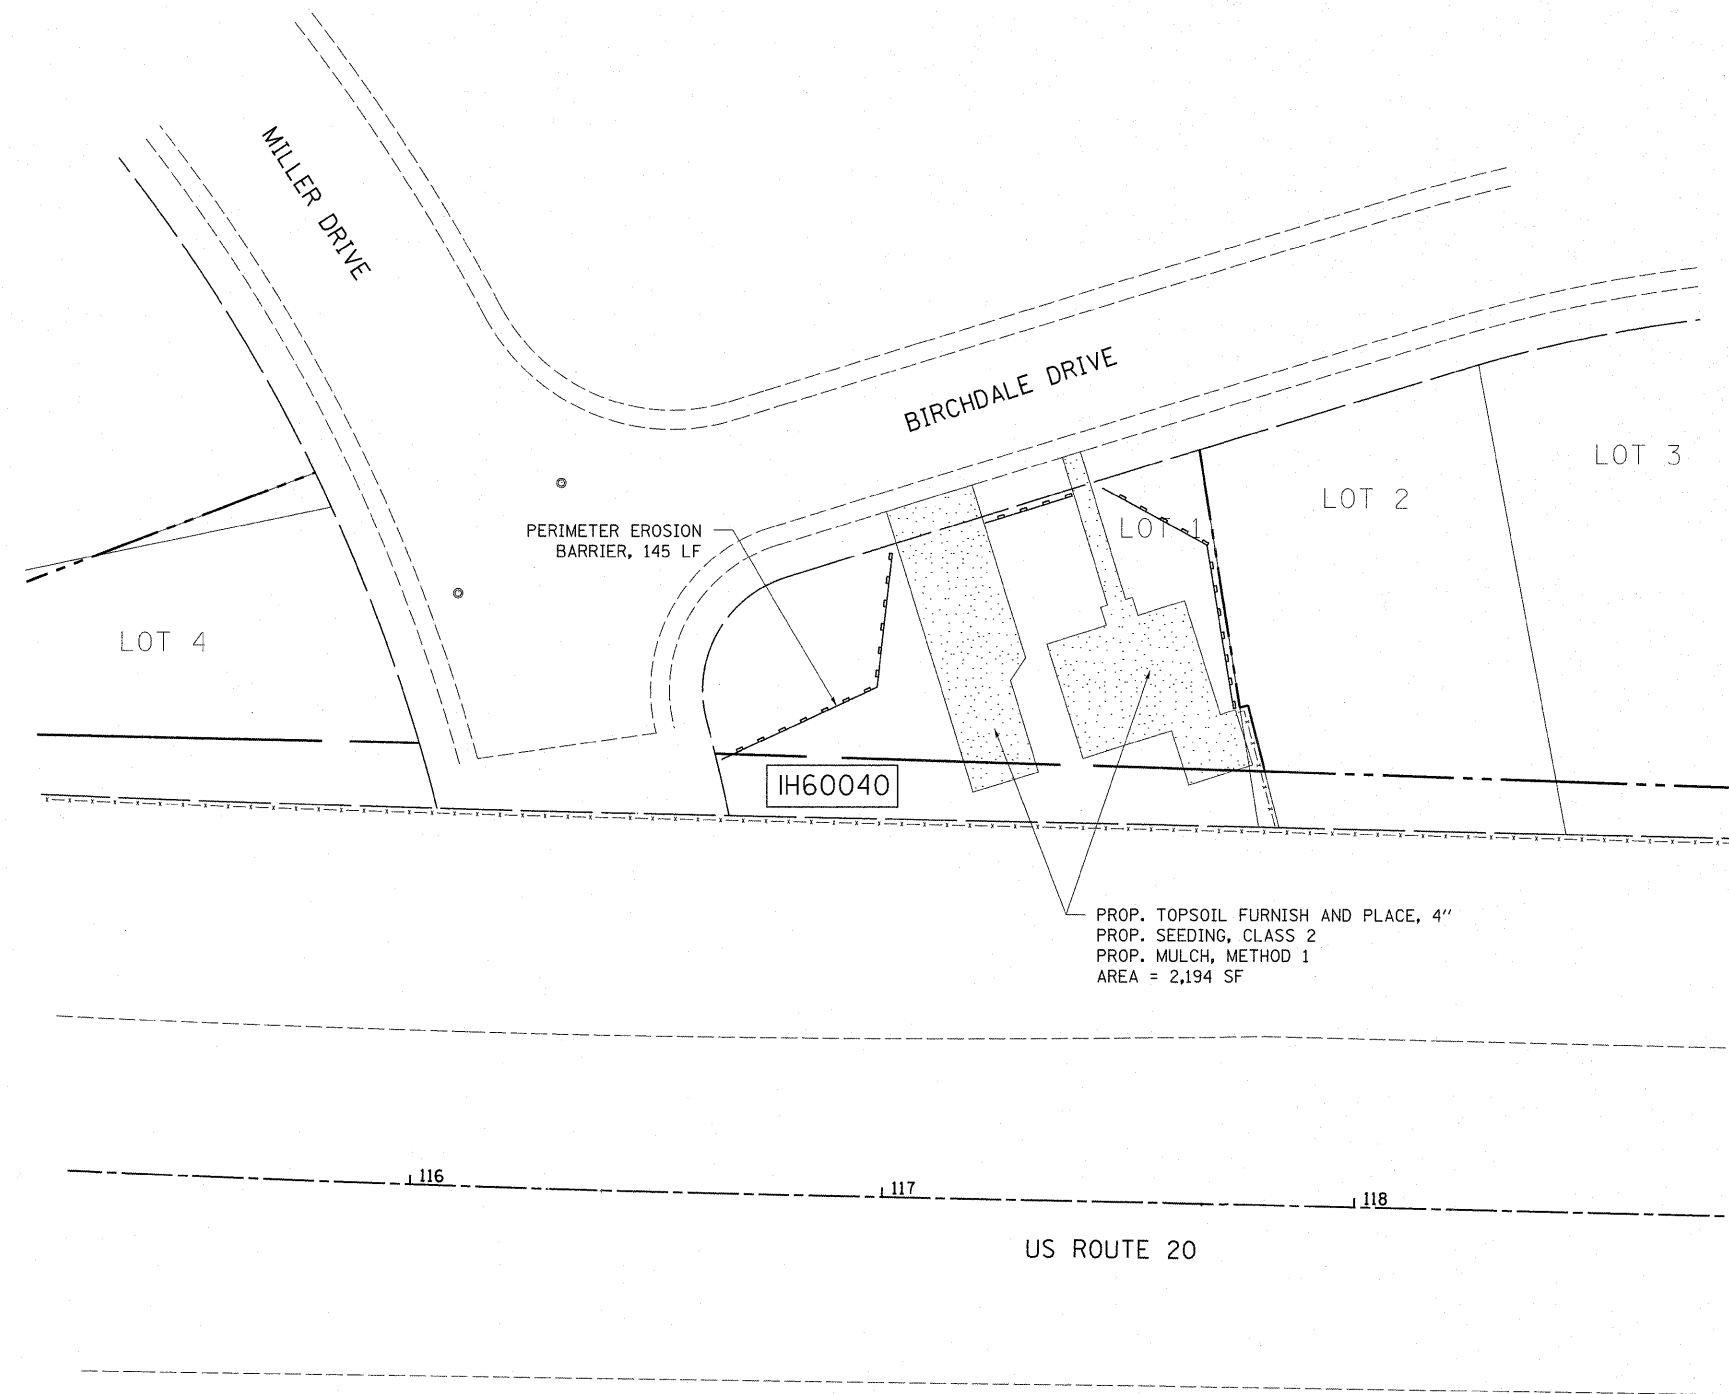 MILLER DRIVE
BIRCHDALE DRIVE
LOT 3
LOT 2
LOT 1
PERIMETER EROSION
BARRIER, 145 LF
LOT 4
IH60040
PROP. TOPSOIL FURNISH AND PLACE, 4"
PROP. SEEDING, CLASS 2
PROP. MULCH, METHOD 1
AREA = 2,194 SF
116
117
118
US ROUTE 20